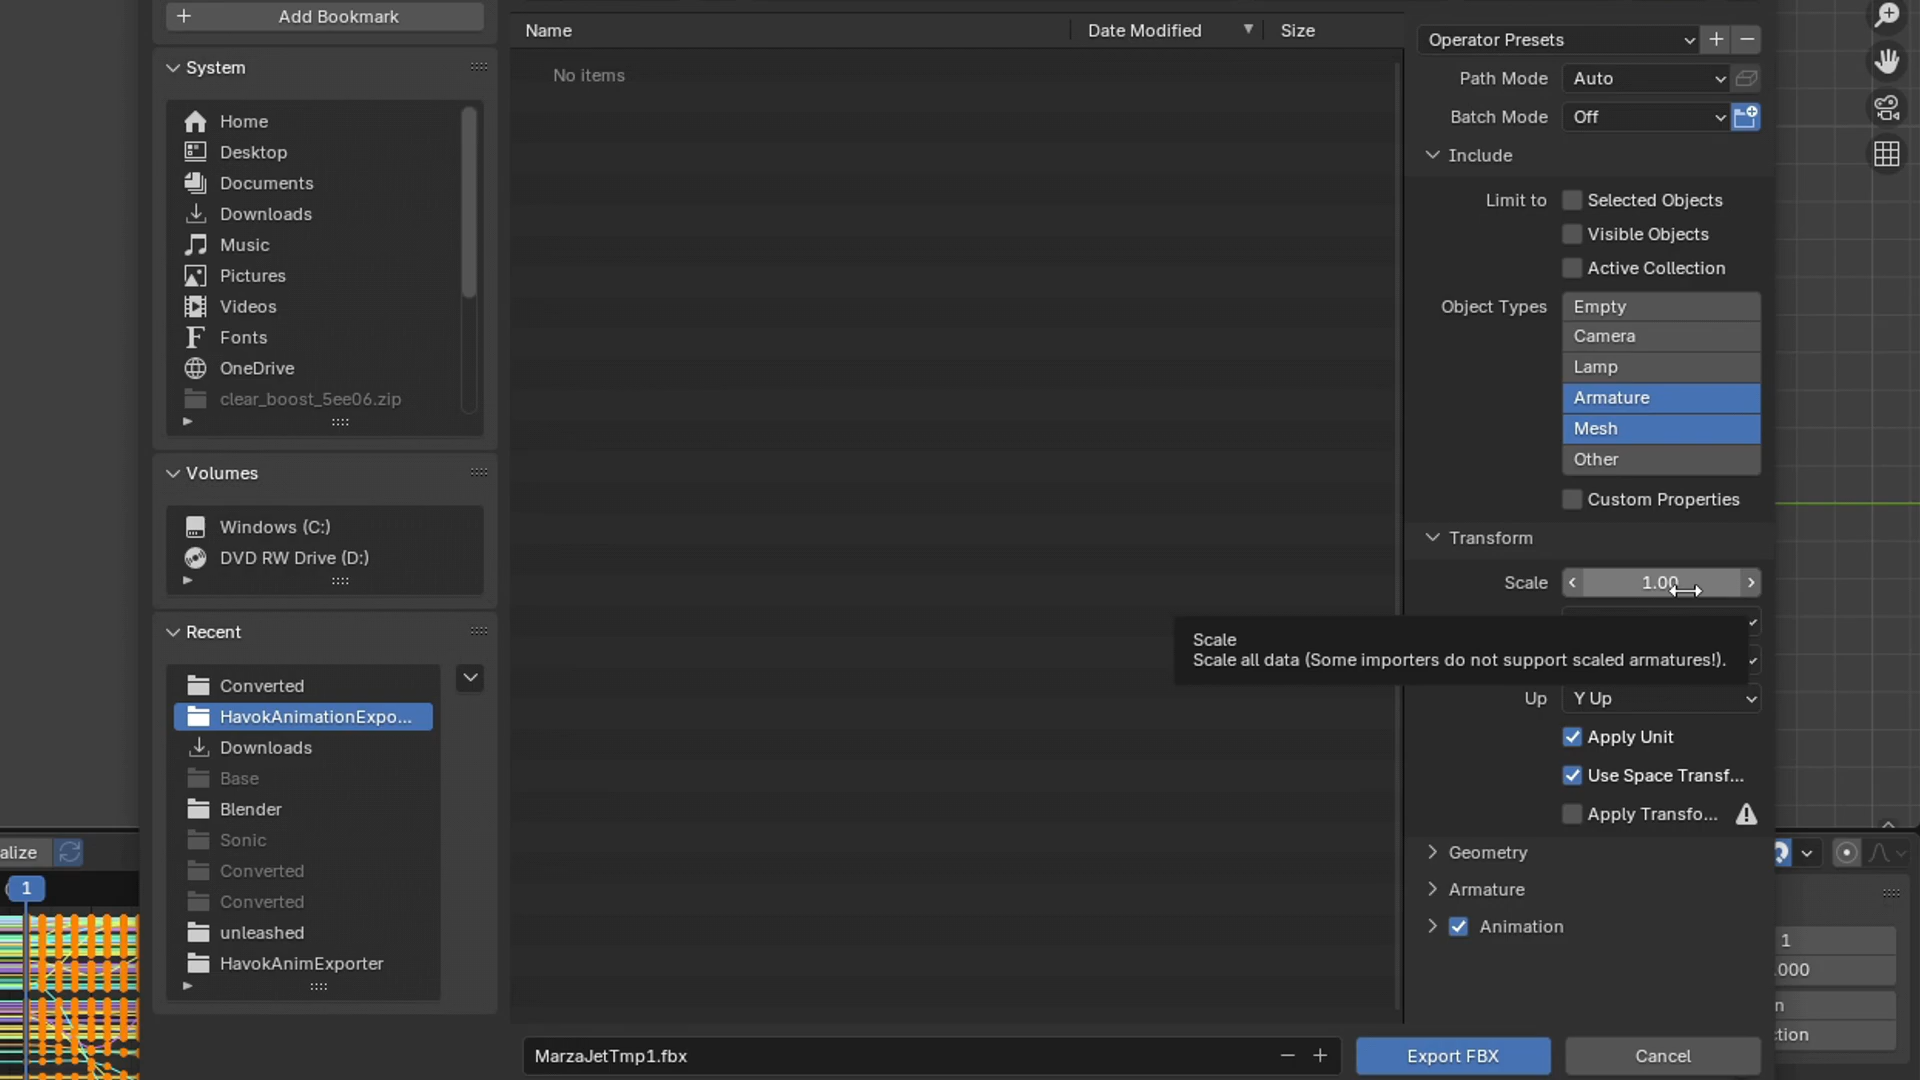 Add Bookmark
System
Home
Desktop
Documents
Downloads
Music
Pictures
Videos
Fonts
OneDrive
clear_boost_5ee06.zip
Volumes
Windows (C:)
DVD RW Drive (D:)
Recent
Converted
HavokAnimationExpo...
Downloads
Base
Blender
Sonic
Converted
Converted
unleashed
HavokAnimExporter
alize
1
Name Date Modified Size
No items
MarzaJetTmp1.fbx
Operator Presets
Path Mode Auto
Batch Mode Off
Include
Limit to Selected Objects
Visible Objects
Active Collection
Object Types Empty
Camera
Lamp
Armature
Mesh
Other
Custom Properties
Transform
Scale 1.00
Scale
Scale all data (Some importers do not support scaled armatures!).
Up Y Up
Apply Unit
Use Space Transf...
Apply Transfo...
Geometry
Armature
Animation
Export FBX Cancel
1
.000
n
ction